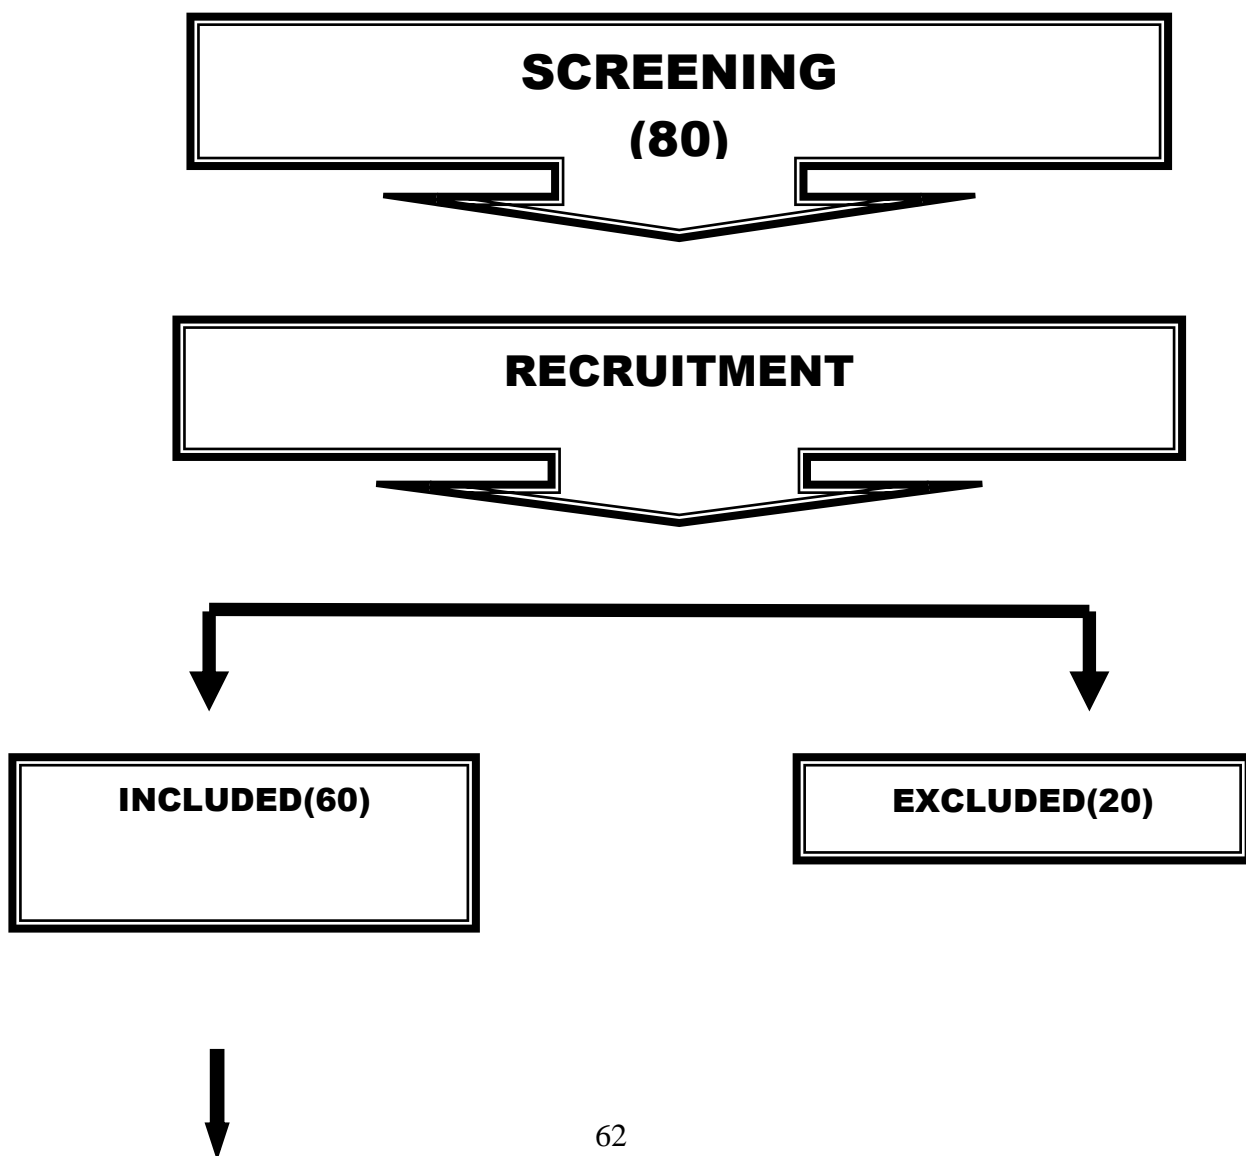 SCREENING
(80)
RECRUITMENT
INCLUDED(60)
EXCLUDED(20)
62